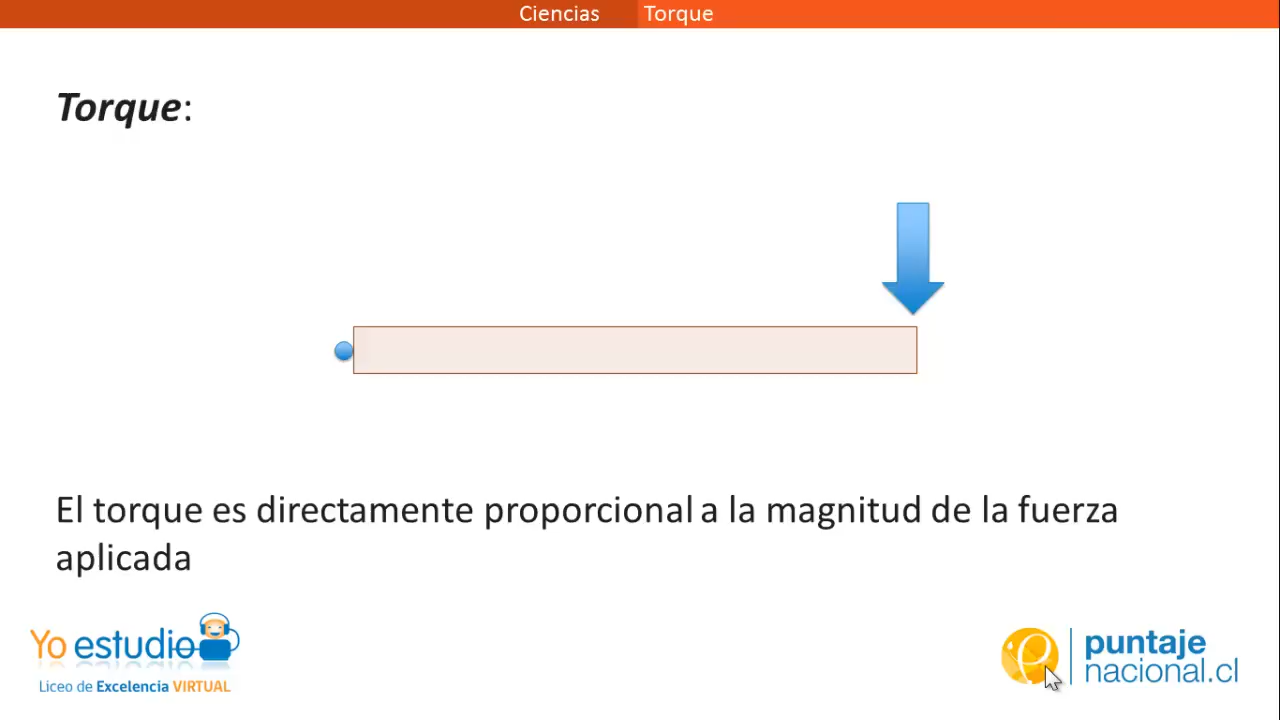 Ciencias Torque
Torque:
El torque es directamente proporcional a la magnitud de la fuerza
aplicada
Yo estudio
Liceo de Excelencia VIRTUAL
puntaje
nacional.cl